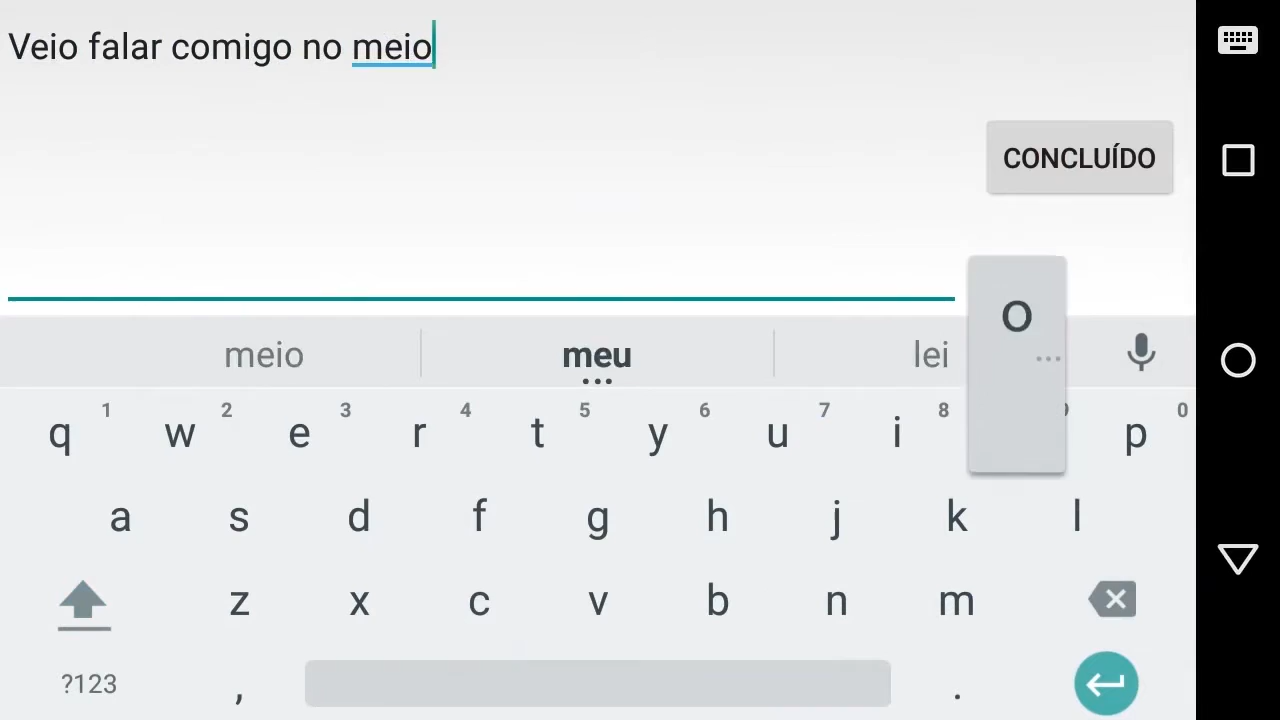 Veio falar comigo no meio
CONCLUÍDO
meio meu lei
1 2 3 4 5 6 7 8 0
q w e r t y u i o p
a s d f g h j k l
z x c v b n m
?123 , .